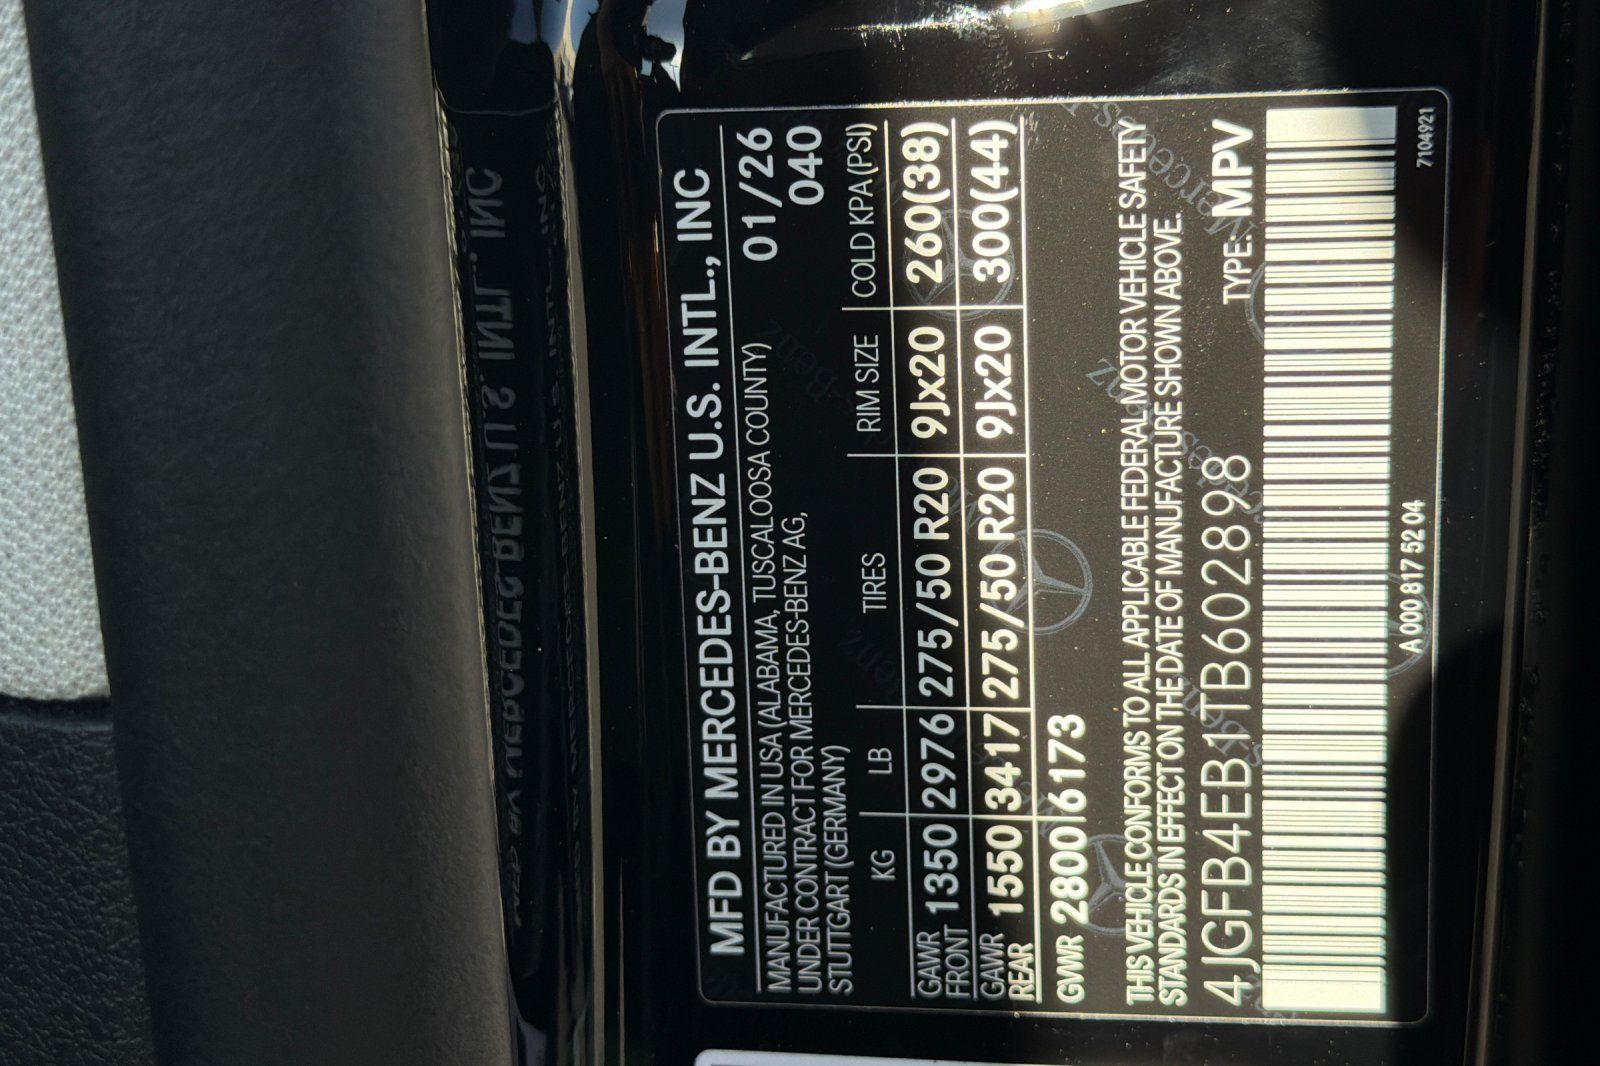 MFD BY MERCEDES-BENZ U.S. INTL., INC
MANUFACTURED IN USA (ALABAMA, TUSCALOOSA COUNTY) 01/26
UNDER CONTRACT FOR MERCEDES-BENZ AG, 040
STUTTGART (GERMANY)
KG LB TIRES RIM SIZE COLD KPA(PSI)
GAWR FRONT 1350 2976 275/50 R20 9Jx20 260(38)
GAWR REAR 1550 3417 275/50 R20 9Jx20 300(44)
GVWR 2800 6173
THIS VEHICLE CONFORMS TO ALL APPLICABLE FEDERAL MOTOR VEHICLE SAFETY
STANDARDS IN EFFECT ON THE DATE OF MANUFACTURE SHOWN ABOVE.
4JGFB4EB1TB602898 TYPE: MPV
A 000 817 52 04 7104921